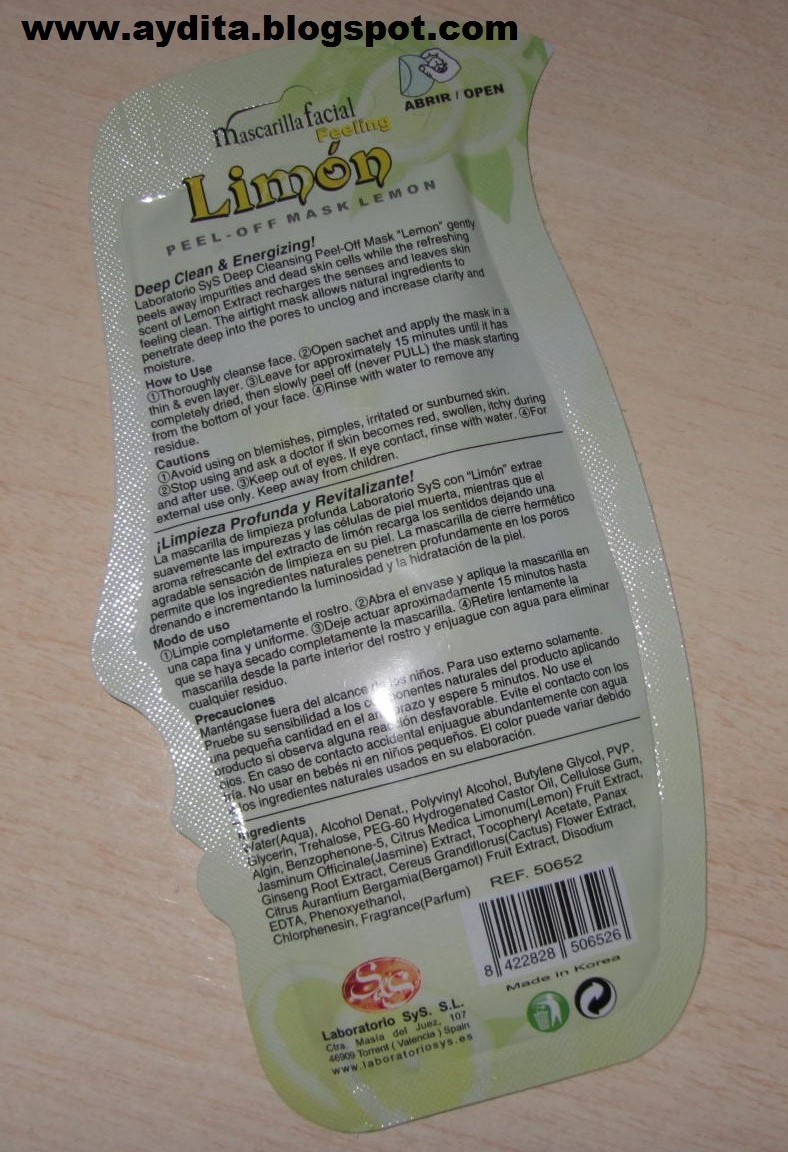 www.aydita.blogspot.com
ABRIR / OPEN
mascarilla facial
Peeling
Limón
PEEL-OFF MASK LEMON
Deep Clean & Energizing!
Laboratorio SyS Deep Cleansing Peel-Off Mask "Lemon" gently
peels away impurities and dead skin cells while the refreshing
scent of Lemon Extract recharges the senses and leaves skin
feeling clean. The airtight mask allows natural ingredients to
penetrate deep into the pores to unclog and increase clarity and
moisture.
How to Use
①Thoroughly cleanse face. ②Open sachet and apply the mask in a
thin & even layer. ③Leave for approximately 15 minutes until it has
completely dried, then slowly peel off (never PULL) the mask starting
from the bottom of your face. ④Rinse with water to remove any
residue.
Cautions
①Avoid using on blemishes, pimples, irritated or sunburned skin.
②Stop using and ask a doctor if skin becomes red, swollen, itchy during
and after use. ③Keep out of eyes. If eye contact, rinse with water. ④For
external use only. Keep away from children.
¡Limpieza Profunda y Revitalizante!
La mascarilla de limpieza profunda Laboratorio SyS con "Limón" extrae
suavemente las impurezas y las células de piel muerta, mientras que el
aroma refrescante del extracto de limón recarga los sentidos dejando una
agradable sensación de limpieza en su piel. La mascarilla de cierre hermético
permite que los ingredientes naturales penetren profundamente en los poros
drenando e incrementando la luminosidad y la hidratación de la piel.
Modo de uso
①Limpie completamente el rostro. ②Abra el envase y aplique la mascarilla en
una capa fina y uniforme. ③Deje actuar aproximadamente 15 minutos hasta
que se haya secado completamente la mascarilla. ④Retire lentamente la
mascarilla desde la parte inferior del rostro y enjuague con agua para eliminar
cualquier residuo.
Precauciones
Manténgase fuera del alcance niños. Para uso externo solamente.
Pruebe su sensibilidad a los componentes naturales del producto aplicando
una pequeña cantidad en el antebrazo y espere 5 minutos. No use el
producto si observa alguna reacción desfavorable. Evite el contacto con los
ojos. En caso de contacto accidental enjuague abundantemente con agua
fría. No usar en bebés ni en niños pequeños. El color puede variar debido
a los ingredientes naturales usados en su elaboración.
Ingredients
Water(Aqua), Alcohol Denat., Polyvinyl Alcohol, Butylene Glycol, PVP,
Glycerin, Trehalose, PEG-60 Hydrogenated Castor Oil, Cellulose Gum,
Algin, Benzophenone-5, Citrus Medica Limonum(Lemon) Fruit Extract,
Jasminum Officinale(Jasmine) Extract, Tocopheryl Acetate, Panax
Ginseng Root Extract, Cereus Grandiflorus(Cactus) Flower Extract,
Citrus Aurantium Bergamia(Bergamot) Fruit Extract, Disodium
EDTA, Phenoxyethanol,
Chlorphenesin, Fragrance(Parfum)
REF. 50652
8 422828 506526
Made in Korea
SyS
Laboratorio SyS. S.L.
Ctra. Masía del Juez, 107
46909 Torrent ( Valencia ) Spain
www.laboratoriosys.es